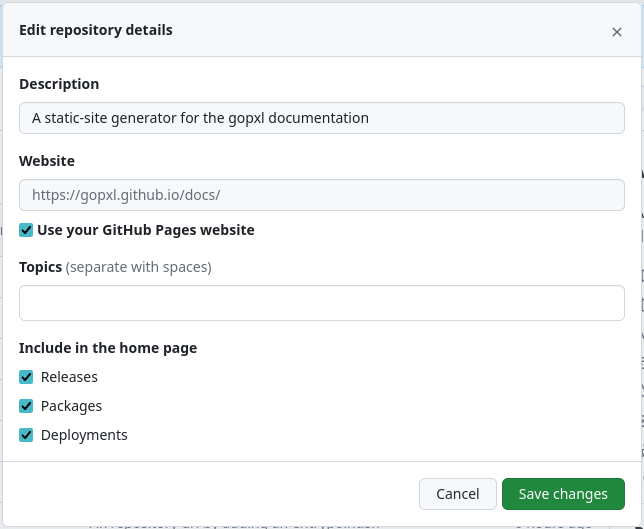 Edit repository details
×
Description
A static-site generator for the gopxl documentation
Website
https://gopxl.github.io/docs/
Use your GitHub Pages website
Topics (separate with spaces)
Include in the home page
Releases
Packages
Deployments
Cancel Save changes